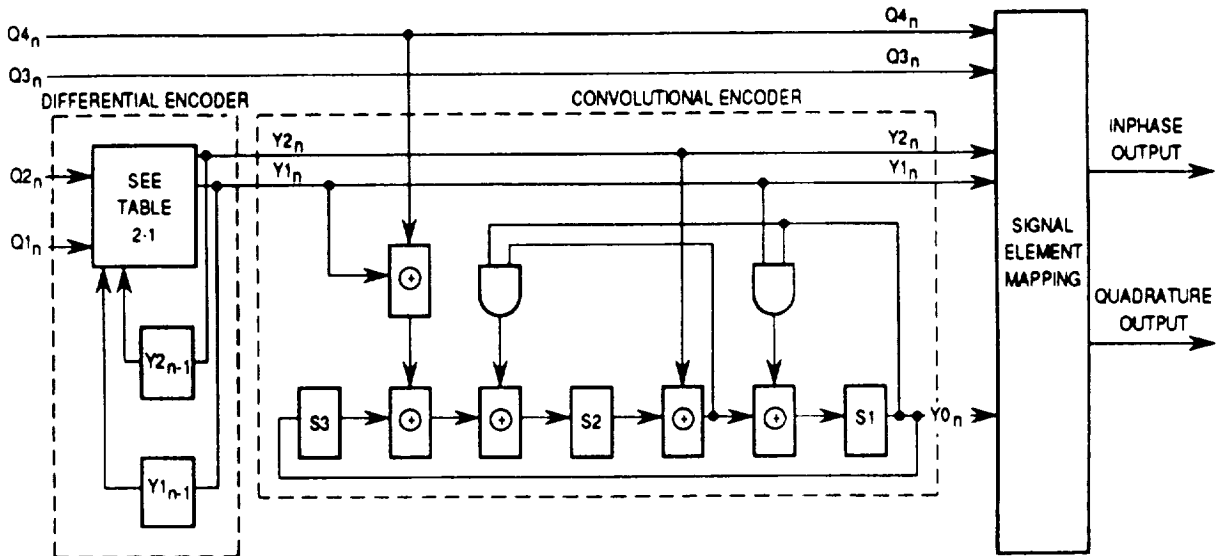 Q4n Q4n
Q3n Q3n
DIFFERENTIAL ENCODER CONVOLUTIONAL ENCODER
Y2n Y2n
Y1n Y1n
Q2n
Q1n
SEE
TABLE
2-1
Y2n-1
Y1n-1
⊕
S3 ⊕ ⊕ S2 ⊕ ⊕ S1 Y0n
SIGNAL
ELEMENT
MAPPING
INPHASE
OUTPUT
QUADRATURE
OUTPUT